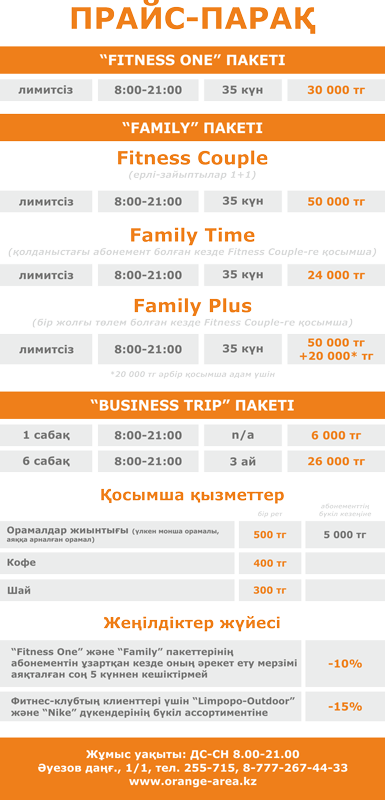 ПРАЙС-ПАРАҚ
“FITNESS ONE” ПАКЕТІ
лимитсіз 8:00-21:00 35 күн 30 000 тг
“FAMILY” ПАКЕТІ
Fitness Couple
(ерлі-зайыптылар 1+1)
лимитсіз 8:00-21:00 35 күн 50 000 тг
Family Time
(қолданыстағы абонемент болған кезде Fitness Couple-ге қосымша)
лимитсіз 8:00-21:00 35 күн 24 000 тг
Family Plus
(бір жолғы төлем болған кезде Fitness Couple-ге қосымша)
лимитсіз 8:00-21:00 35 күн 50 000 тг
+20 000* тг
*20 000 тг әрбір қосымша адам үшін
“BUSINESS TRIP” ПАКЕТІ
1 сабақ 8:00-21:00 n/a 6 000 тг
6 сабақ 8:00-21:00 3 ай 26 000 тг
Қосымша қызметтер
бір рет абонементтің
бүкіл кезеңіне
Орамалдар жиынтығы (үлкен монша орамалы,
аяққа арналған орамал) 500 тг 5 000 тг
Кофе 400 тг
Шай 300 тг
Жеңілдіктер жүйесі
“Fitness One” және “Family” пакеттерінің
абонементін ұзартқан кезде оның әрекет ету мерзімі
аяқталған соң 5 күннен кешіктірмей -10%
Фитнес-клубтың клиенттері үшін “Limpopo-Outdoor”
және “Nike” дүкендерінің бүкіл ассортиментіне -15%
Жұмыс уақыты: ДС-СН 8.00-21.00
Әуезов даңғ., 1/1, тел. 255-715, 8-777-267-44-33
www.orange-area.kz